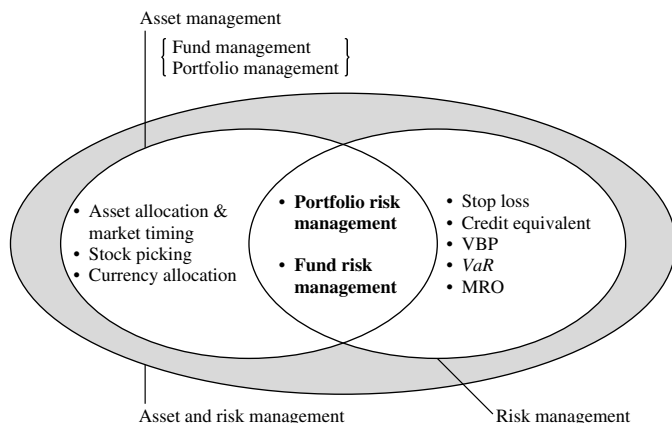 Asset management
Fund management
Portfolio management
• Asset allocation &
market timing
• Stock picking
• Currency allocation
• Portfolio risk
management
• Fund risk
management
• Stop loss
• Credit equivalent
• VBP
• VaR
• MRO
Asset and risk management
Risk management